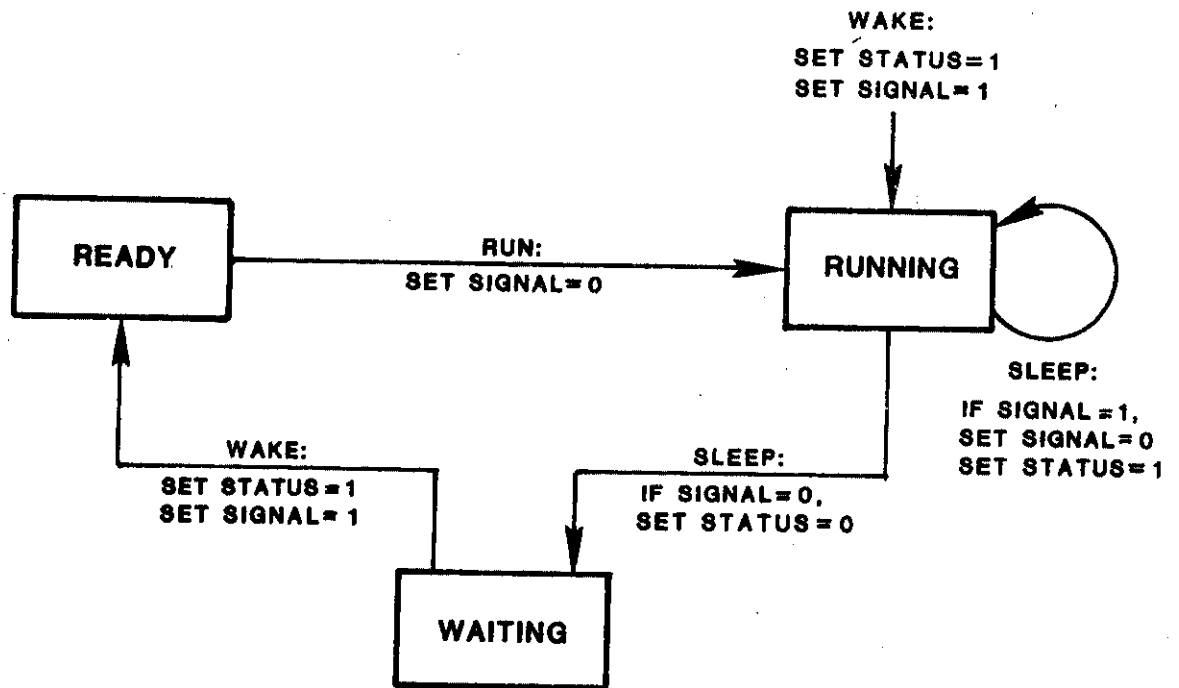 WAKE:
SET STATUS=1
SET SIGNAL=1
READY
RUN:
SET SIGNAL=0
RUNNING
SLEEP:
IF SIGNAL=1,
SET SIGNAL=0
SET STATUS=1
WAKE:
SET STATUS=1
SET SIGNAL=1
SLEEP:
IF SIGNAL=0,
SET STATUS=0
WAITING